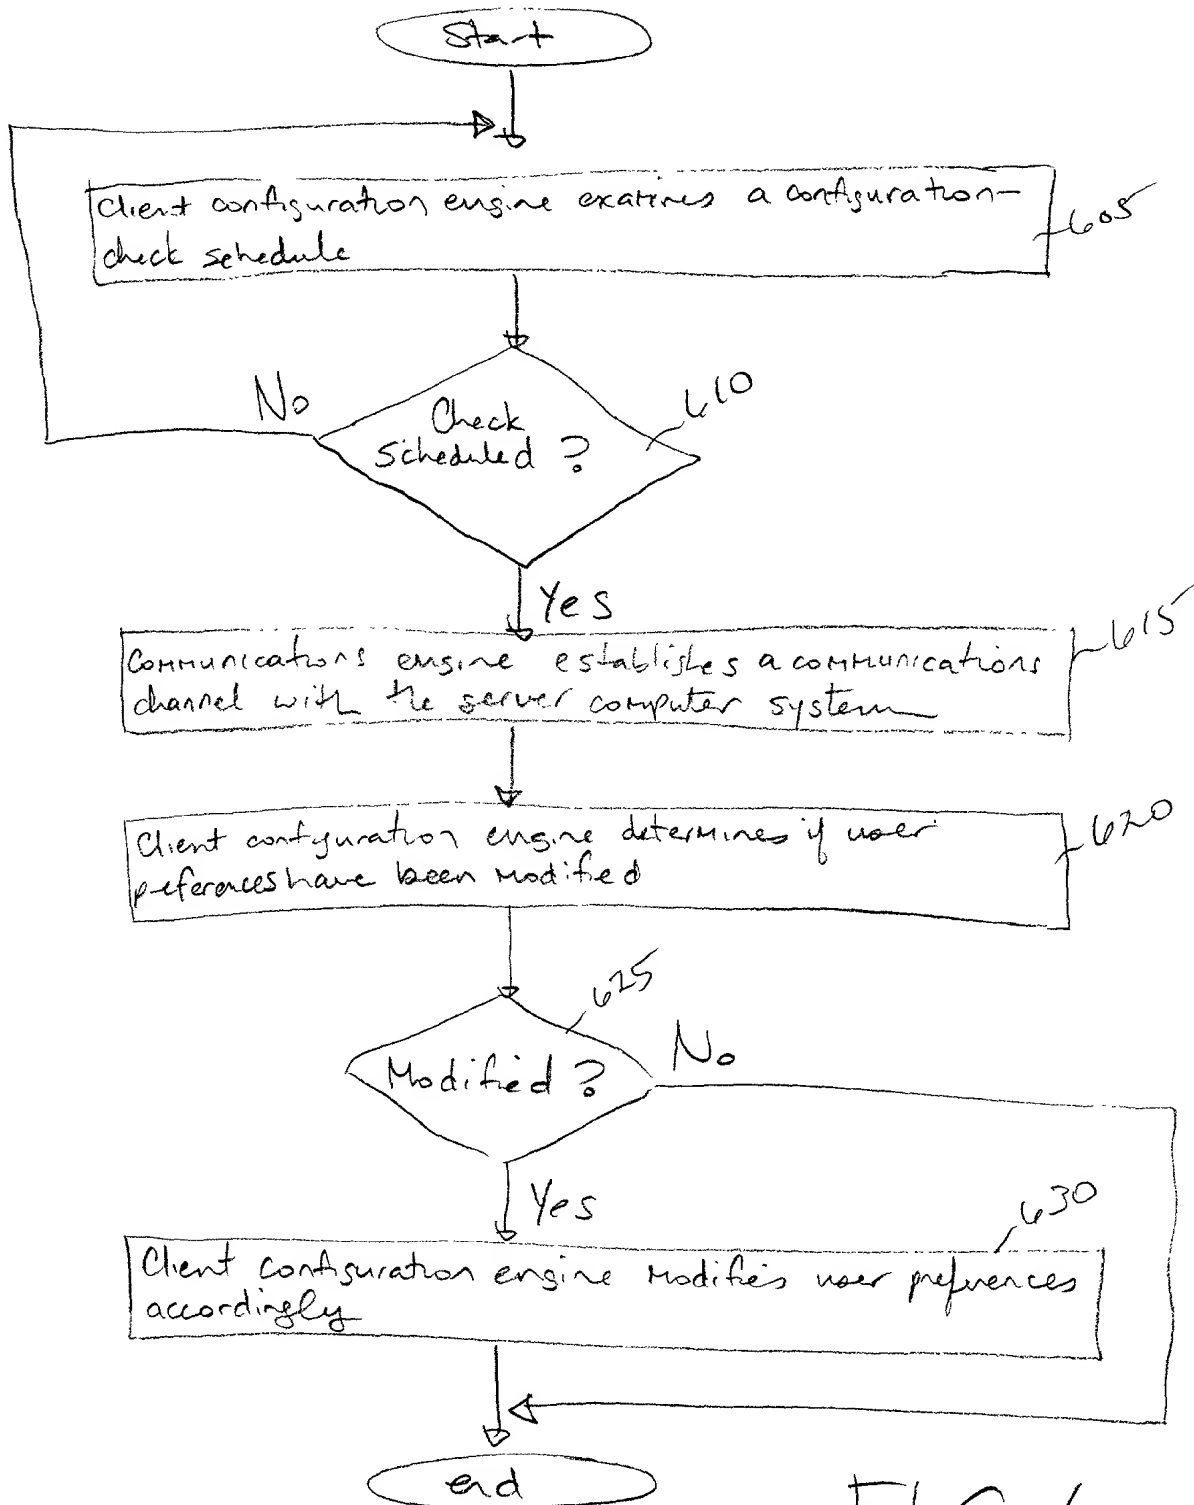 Start
Client configuration engine examines a configuration-
check schedule
605
No
Check
Scheduled ?
610
Yes
Communications engine establishes a communications
channel with the server computer system
615
Client configuration engine determines if user
preferences have been modified
620
625
Modified ?
No
Yes
630
Client configuration engine modifies user preferences
accordingly
end